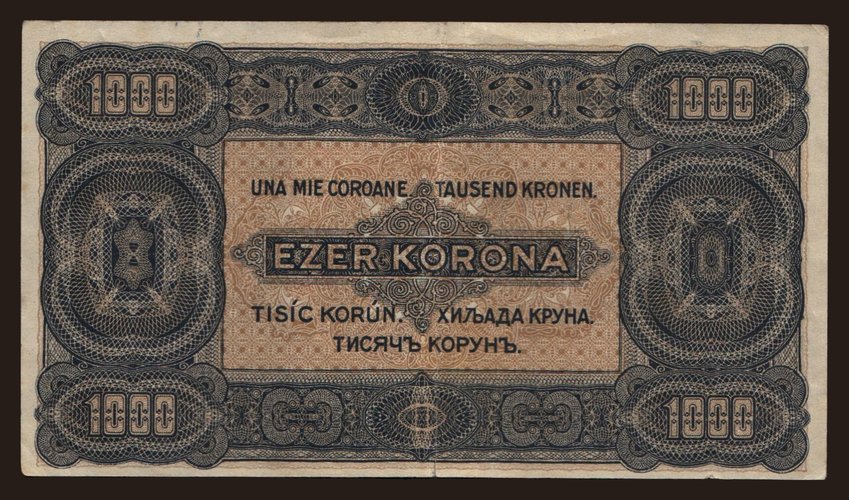 1000 1000
UNA MIE COROANE TAUSEND KRONEN.
EZER KORONA
TISÍC KORÚN. ХИЉАДА КРУНА.
ТИСЯЧЪ КОРУНЪ.
1000 1000